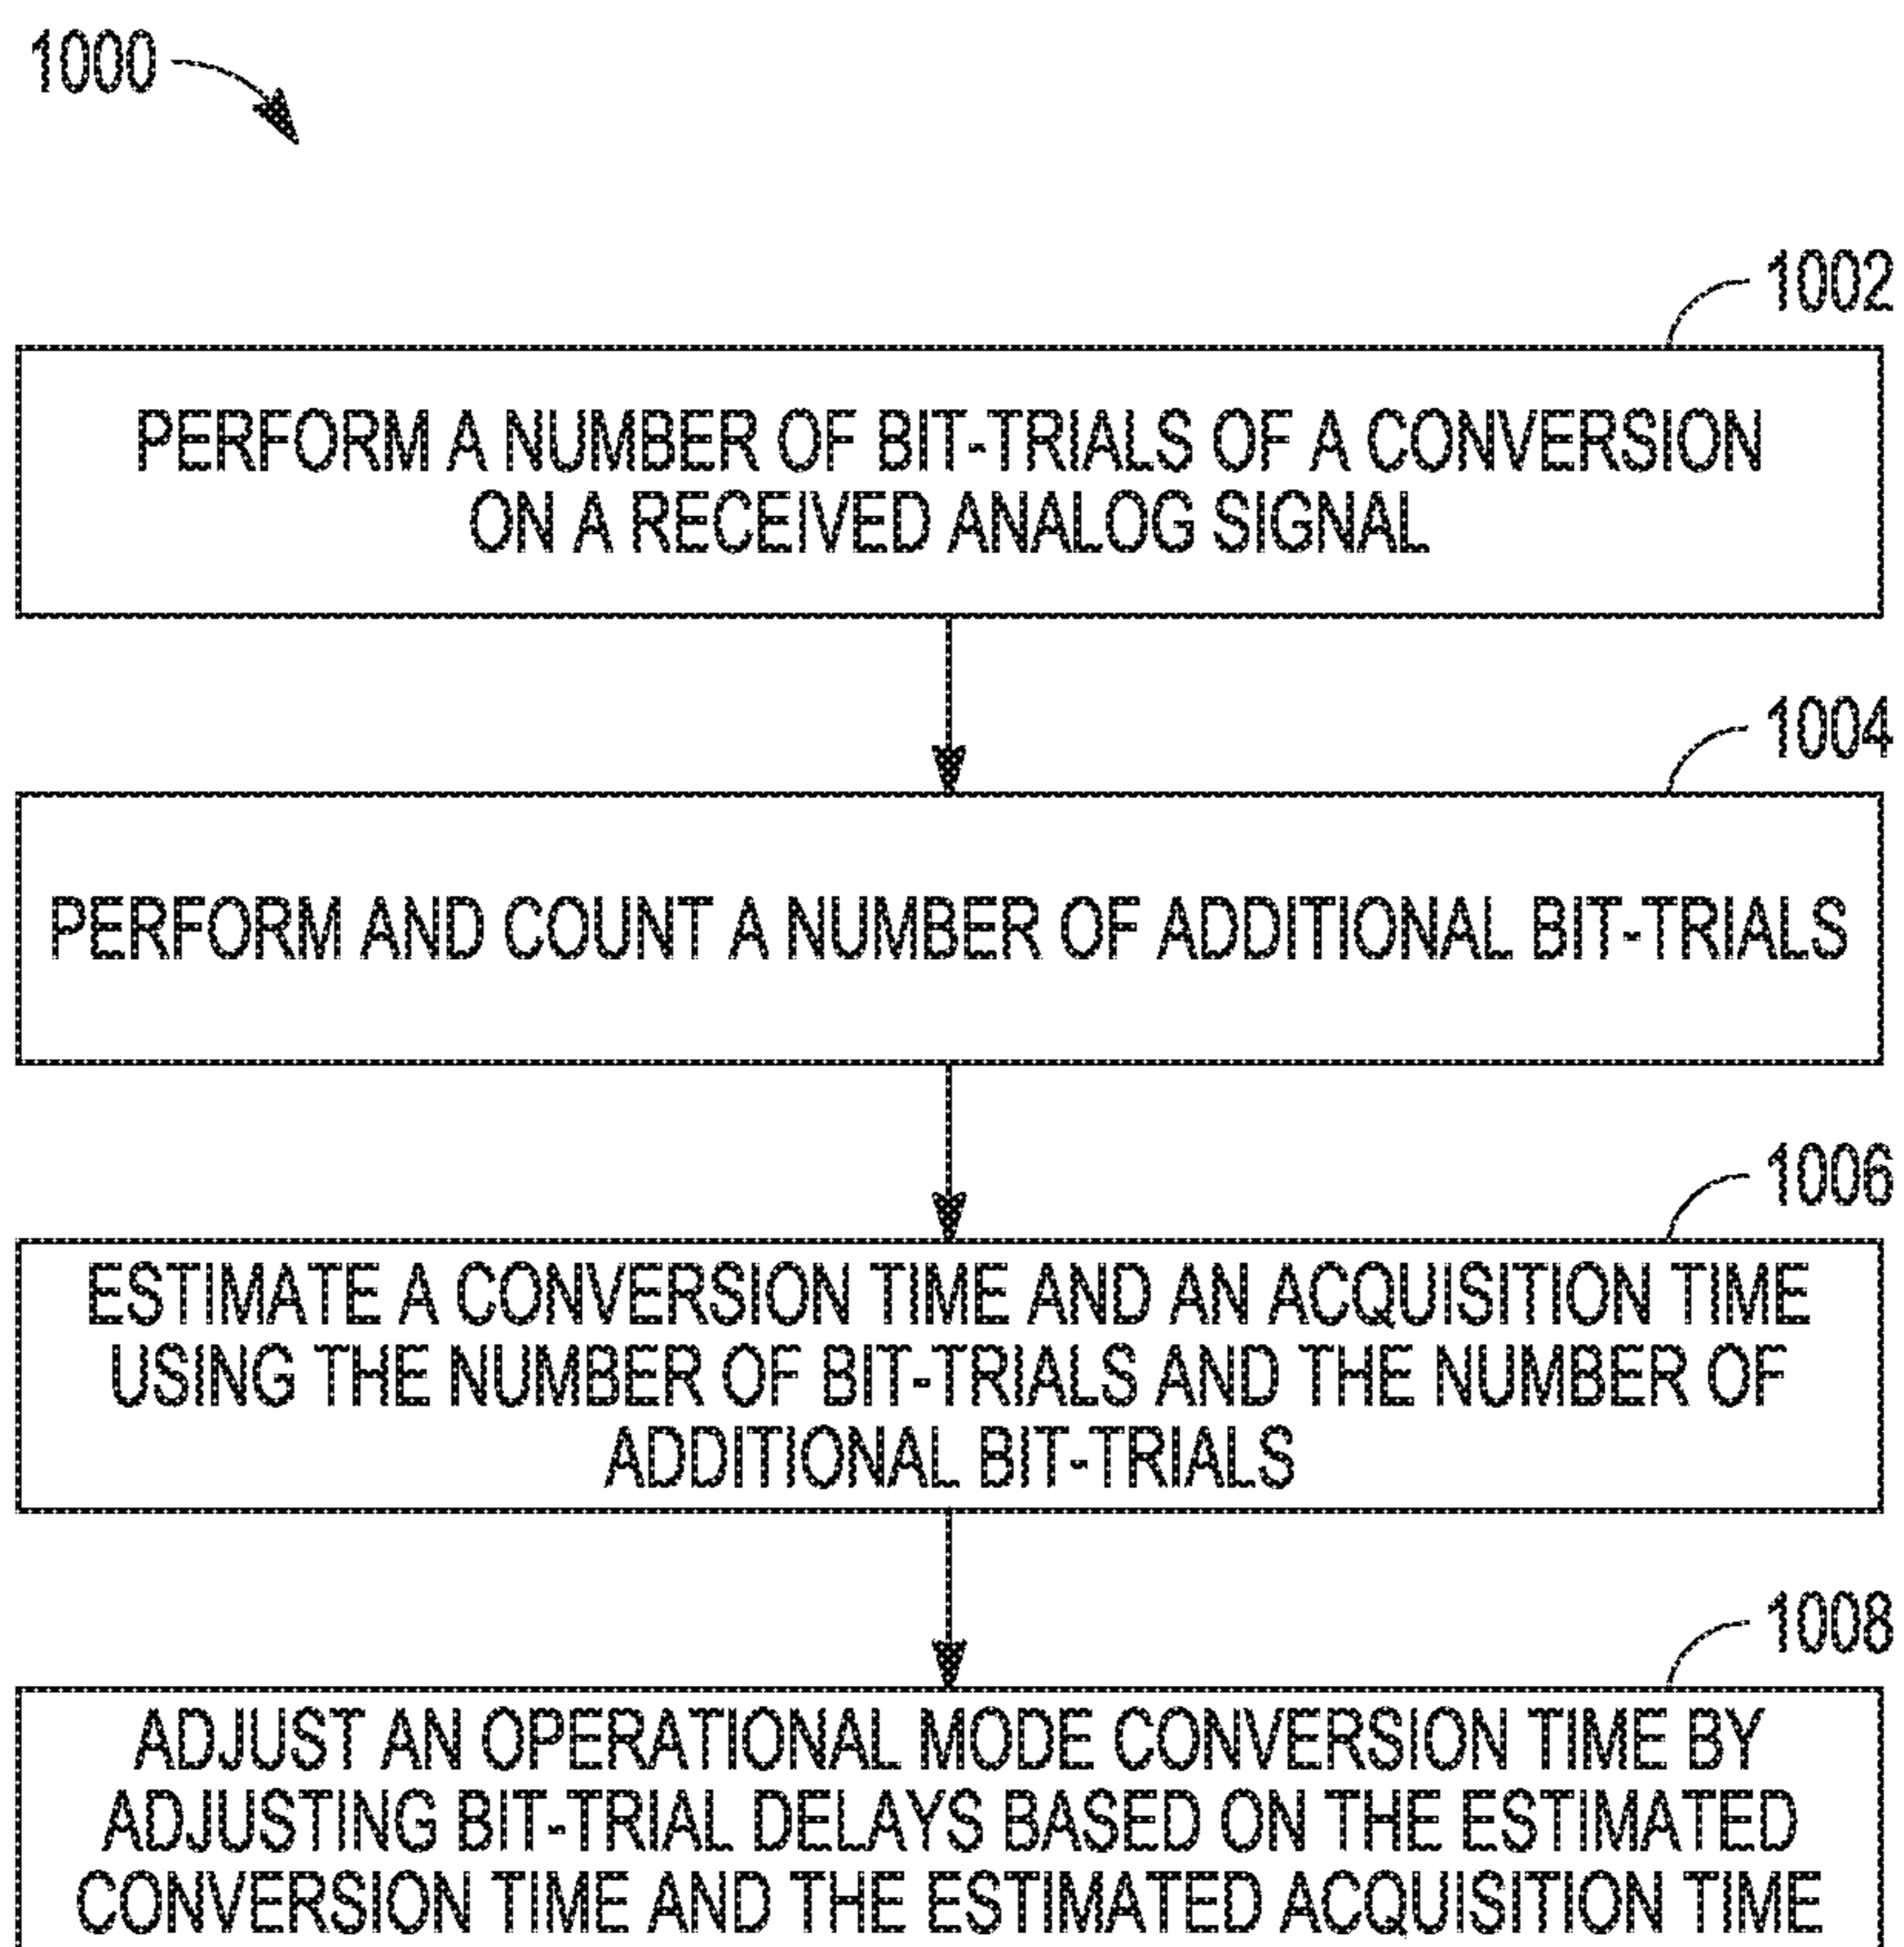 1000
1002
PERFORM A NUMBER OF BIT-TRIALS OF A CONVERSION
ON A RECEIVED ANALOG SIGNAL
1004
PERFORM AND COUNT A NUMBER OF ADDITIONAL BIT-TRIALS
1006
ESTIMATE A CONVERSION TIME AND AN ACQUISITION TIME
USING THE NUMBER OF BIT-TRIALS AND THE NUMBER OF
ADDITIONAL BIT-TRIALS
1008
ADJUST AN OPERATIONAL MODE CONVERSION TIME BY
ADJUSTING BIT-TRIAL DELAYS BASED ON THE ESTIMATED
CONVERSION TIME AND THE ESTIMATED ACQUISITION TIME